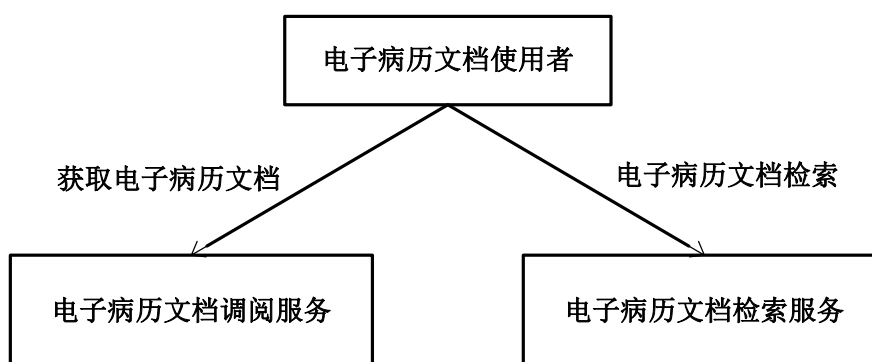 电子病历文档使用者
获取电子病历文档
电子病历文档检索
电子病历文档调阅服务
电子病历文档检索服务